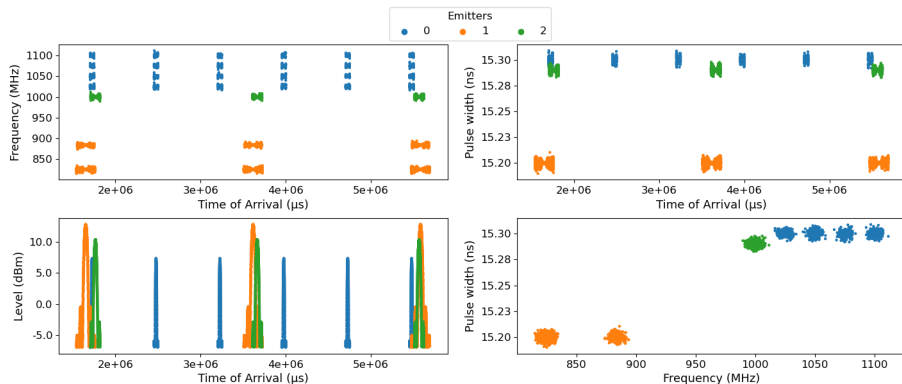 Emitters
0 1 2
1100
1050
1000
950
900
850
Frequency (MHz)
2e+06 3e+06 4e+06 5e+06
Time of Arrival (µs)
15.30
15.28
15.25
15.23
15.20
Pulse width (ns)
2e+06 3e+06 4e+06 5e+06
Time of Arrival (µs)
10.0
5.0
0.0
-5.0
Level (dBm)
2e+06 3e+06 4e+06 5e+06
Time of Arrival (µs)
15.30
15.28
15.25
15.23
15.20
Pulse width (ns)
850 900 950 1000 1050 1100
Frequency (MHz)